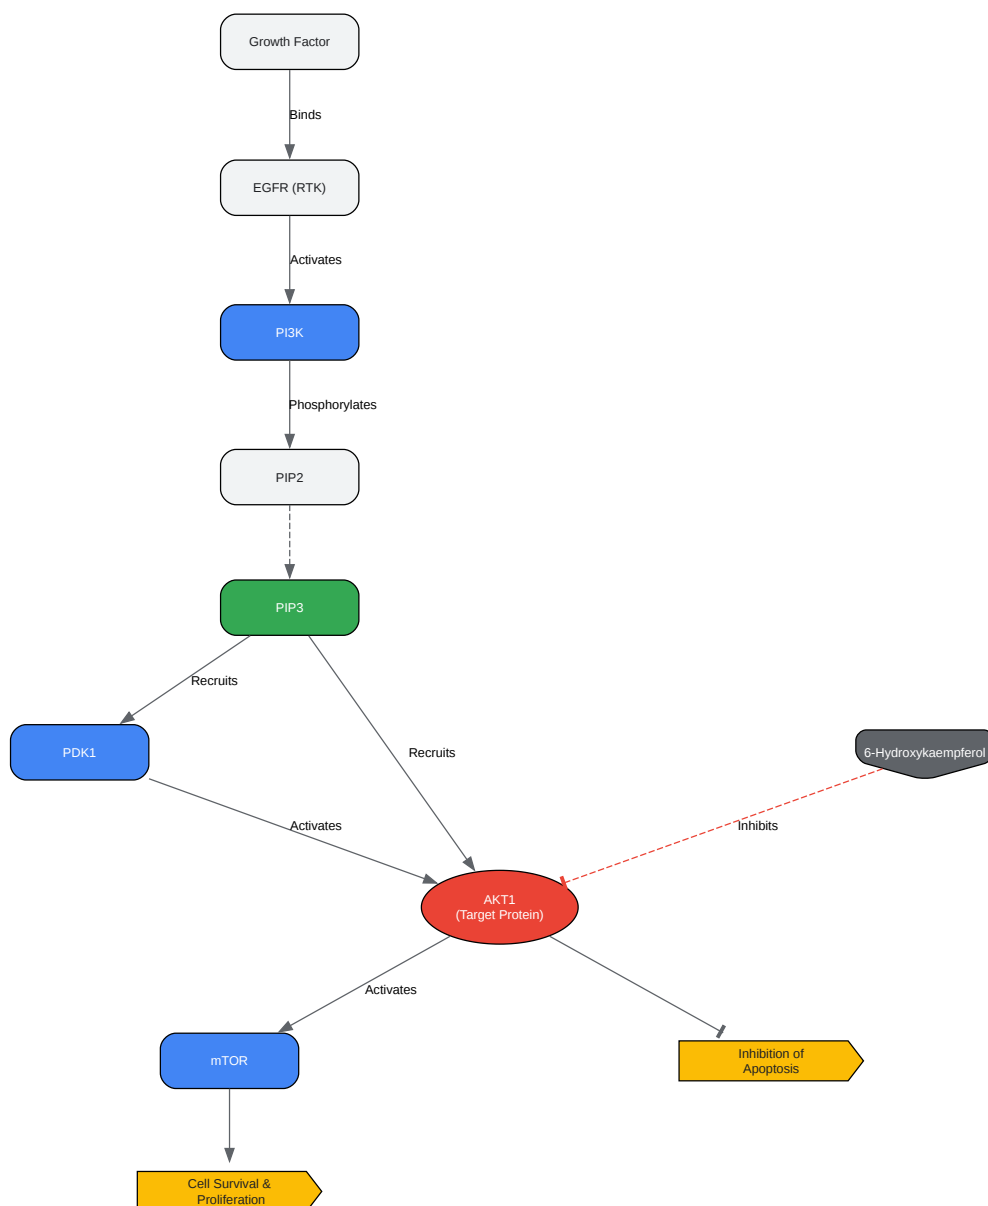 Growth Factor
Binds
EGFR (RTK)
Activates
PI3K
Phosphorylates
PIP2
PIP3
Recruits
PDK1
Recruits
6-Hydroxykaempferol
Activates
Inhibits
AKT1
(Target Protein)
Activates
mTOR
Inhibition of
Apoptosis
Cell Survival &
Proliferation